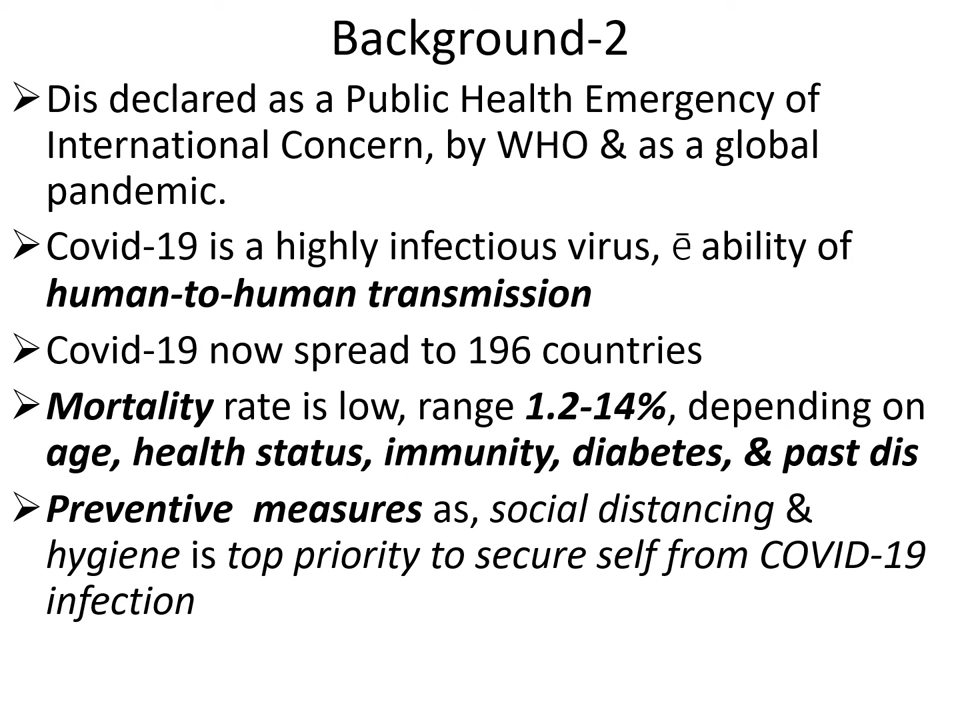 Background-2
➢Dis declared as a Public Health Emergency of
International Concern, by WHO & as a global
pandemic.
➢Covid-19 is a highly infectious virus, ē ability of
human-to-human transmission
➢Covid-19 now spread to 196 countries
➢Mortality rate is low, range 1.2-14%, depending on
age, health status, immunity, diabetes, & past dis
➢Preventive  measures as, social distancing &
hygiene is top priority to secure self from COVID-19
infection